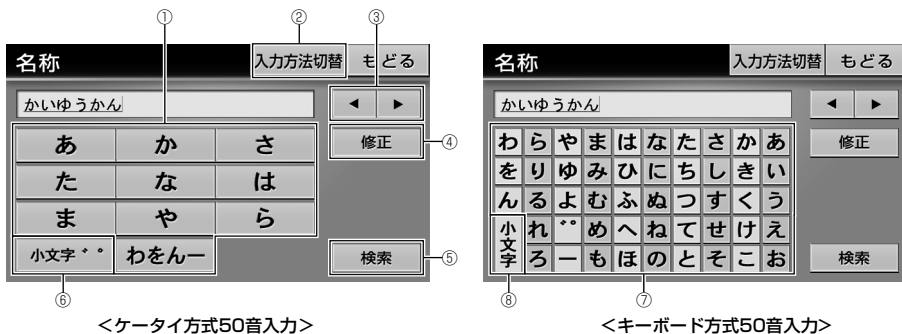 ① ② ③
名称 入力方法切替 もどる
かいゆうかん ◀ ▶
あ か さ 修正 ④
た な は
ま や ら
小文字゛゜ わをんー 検索 ⑤
⑥
<ケータイ方式50音入力>
名称 入力方法切替 もどる
かいゆうかん ◀ ▶
わ ら や ま は な た さ か あ 修正
を り ゆ み ひ に ち し き い
ん る よ む ふ ぬ つ す く う
小文字 れ ゛゜ め へ ね て せ け え
ろ ー も ほ の と そ こ お 検索
⑧ ⑦
<キーボード方式50音入力>